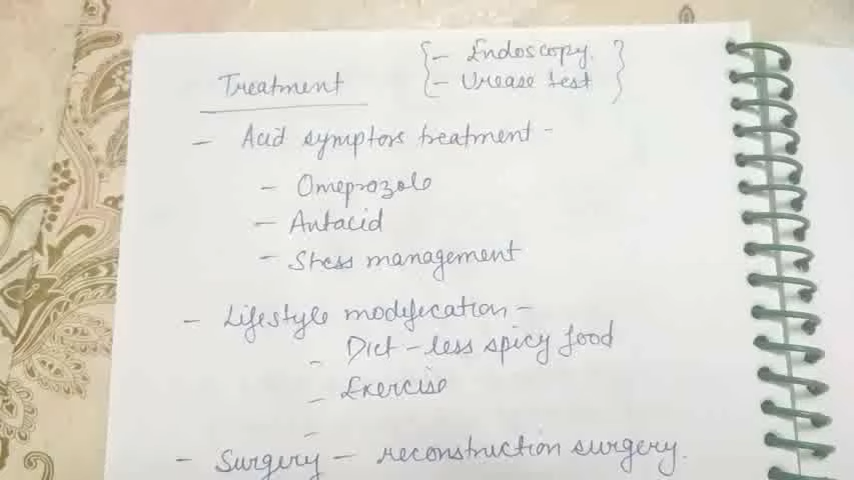 { - Endoscopy. }
Treatment { - Urease test }
- Acid symptoms treatment -
- Omeprazole
- Antacid
- Stress management
- Lifestyle modification -
- Diet - less spicy food
- Exercise
-
- Surgery - reconstruction surgery.